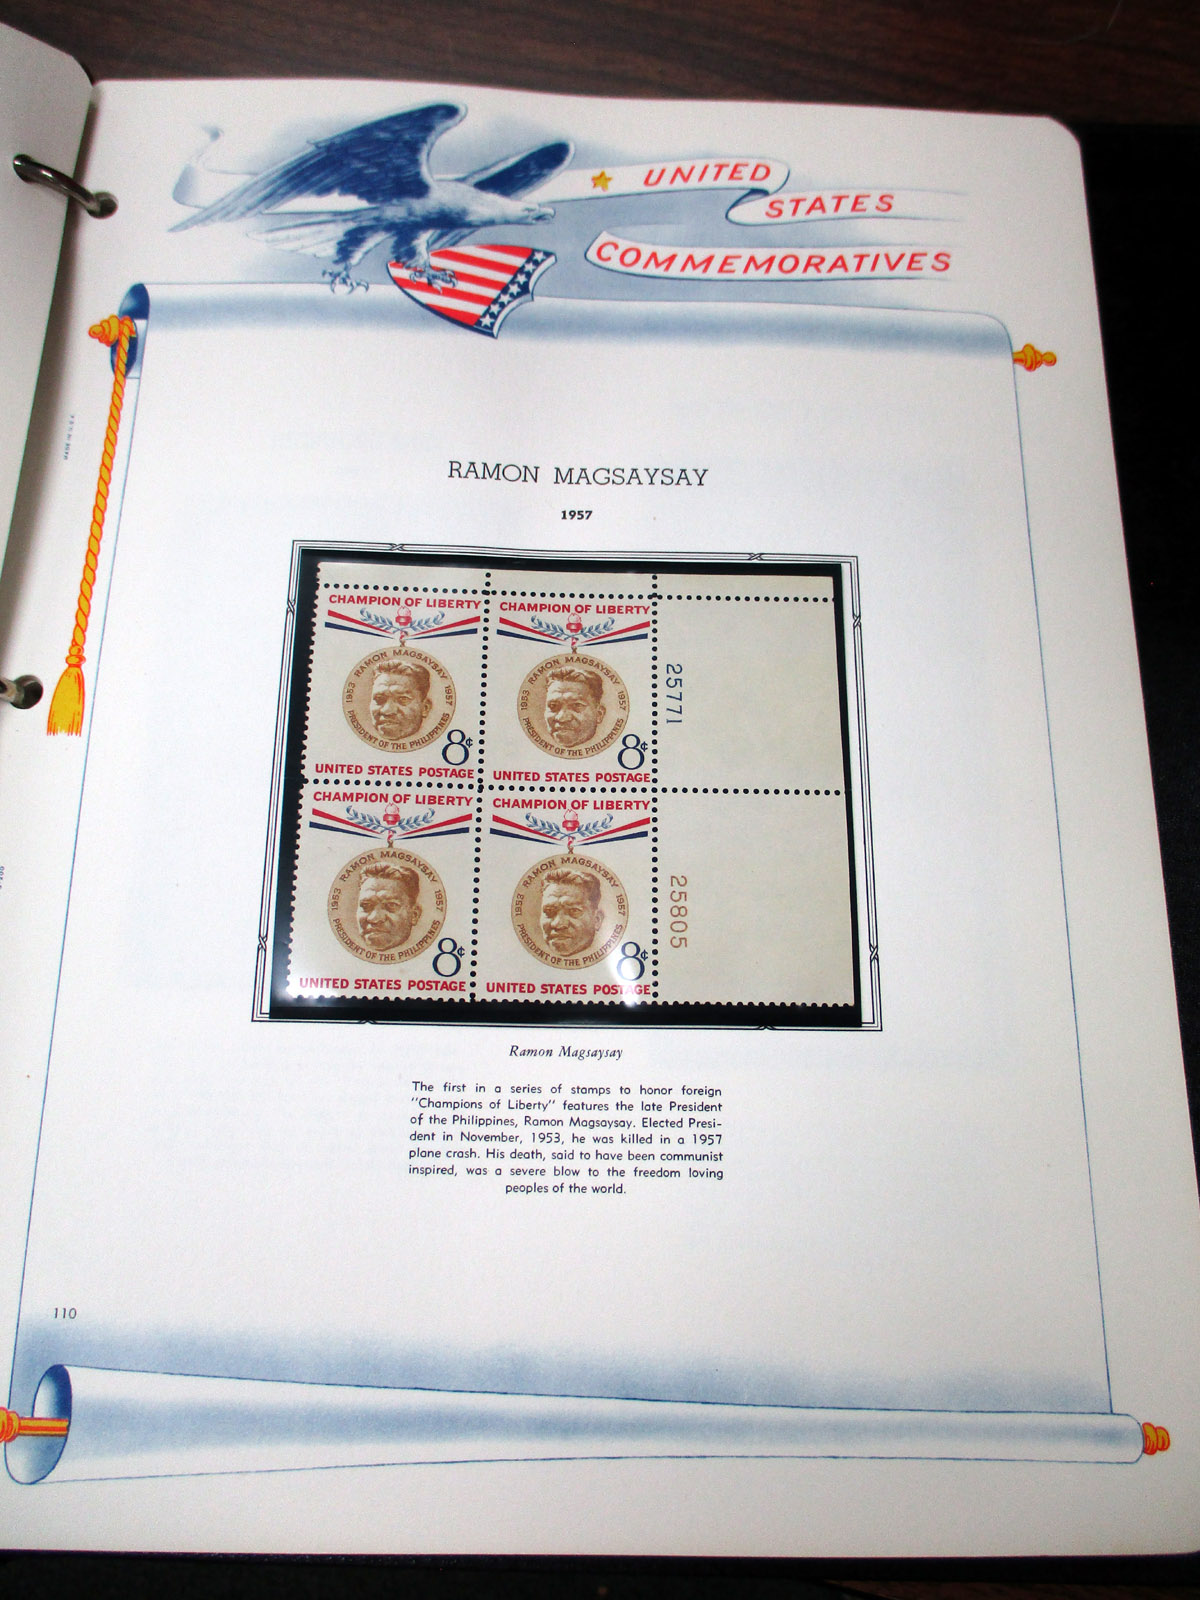 UNITED
STATES
COMMEMORATIVES
MADE IN U.S.A.
RAMON MAGSAYSAY
1957
CHAMPION OF LIBERTY
RAMON MAGSAYSAY
1953 1957
PRESIDENT OF THE PHILIPPINES
8¢
UNITED STATES POSTAGE
CHAMPION OF LIBERTY
RAMON MAGSAYSAY
1953 1957
PRESIDENT OF THE PHILIPPINES
8¢
UNITED STATES POSTAGE
25771
CHAMPION OF LIBERTY
RAMON MAGSAYSAY
1953 1957
PRESIDENT OF THE PHILIPPINES
8¢
UNITED STATES POSTAGE
CHAMPION OF LIBERTY
RAMON MAGSAYSAY
1953 1957
PRESIDENT OF THE PHILIPPINES
8¢
UNITED STATES POSTAGE
25805
Ramon Magsaysay
The first in a series of stamps to honor foreign
"Champions of Liberty" features the late President
of the Philippines, Ramon Magsaysay. Elected Presi-
dent in November, 1953, he was killed in a 1957
plane crash. His death, said to have been communist
inspired, was a severe blow to the freedom loving
peoples of the world.
110